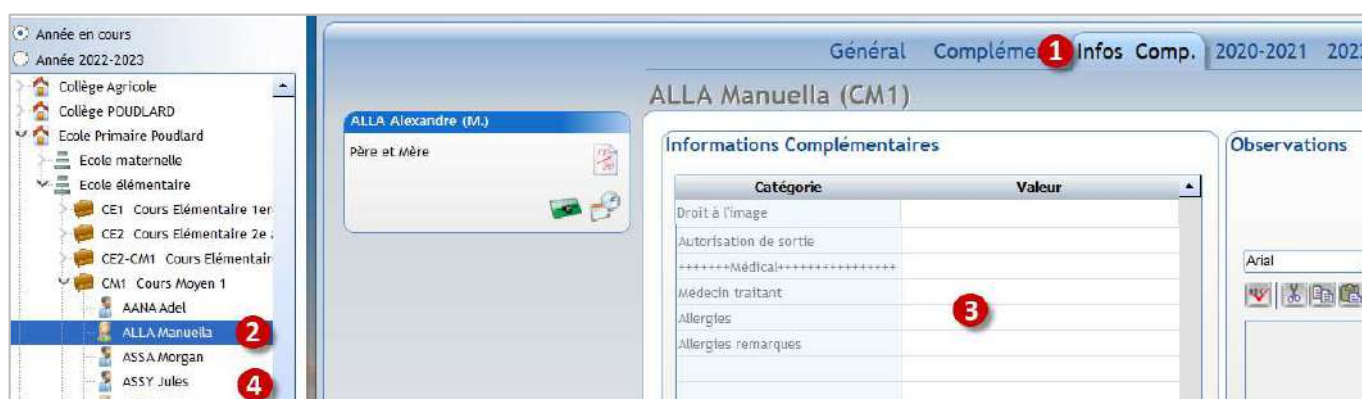 Année en cours
Année 2022-2023
Collège Agricole
Collège POUDLARD
Ecole Primaire Poudlard
Ecole maternelle
Ecole élémentaire
CE1 Cours Elémentaire 1er
CE2 Cours Elémentaire 2e
CE2-CM1 Cours Elémentair
CM1 Cours Moyen 1
AANA Adel
ALLA Manuella 2
ASSA Morgan
ASSY Jules 4
Général Complémen 1 Infos Comp. 2020-2021 202
ALLA Manuella (CM1)
ALLA Alexandre (M.)
Père et Mère
Informations Complémentaires
Catégorie Valeur
Droit à l'image
Autorisation de sortie
+++++++Médical++++++++++++++++
Médecin traitant
Allergies 3
Allergies remarques
Observations
Arial